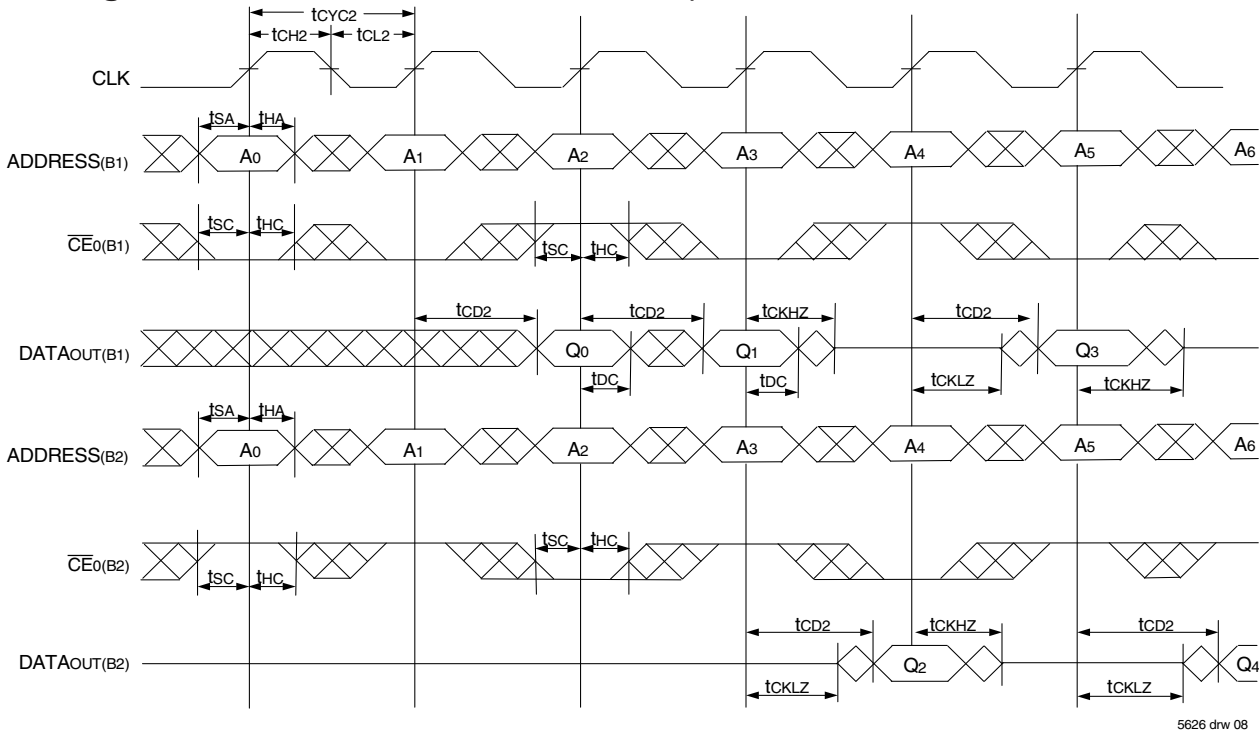 tCYC2
tCH2 tCL2
CLK
tSA tHA
ADDRESS(B1) A0 A1 A2 A3 A4 A5 A6
tSC tHC
CE0(B1)
tSC tHC
tCD2 tCD2 tCKHZ tCD2
DATAOUT(B1) Q0 Q1 Q3
tDC tDC tCKLZ tCKHZ
tSA tHA
ADDRESS(B2) A0 A1 A2 A3 A4 A5 A6
tSC tHC
CE0(B2)
tSC tHC
tCD2 tCKHZ tCD2
DATAOUT(B2) Q2 Q4
tCKLZ tCKLZ
5626 drw 08